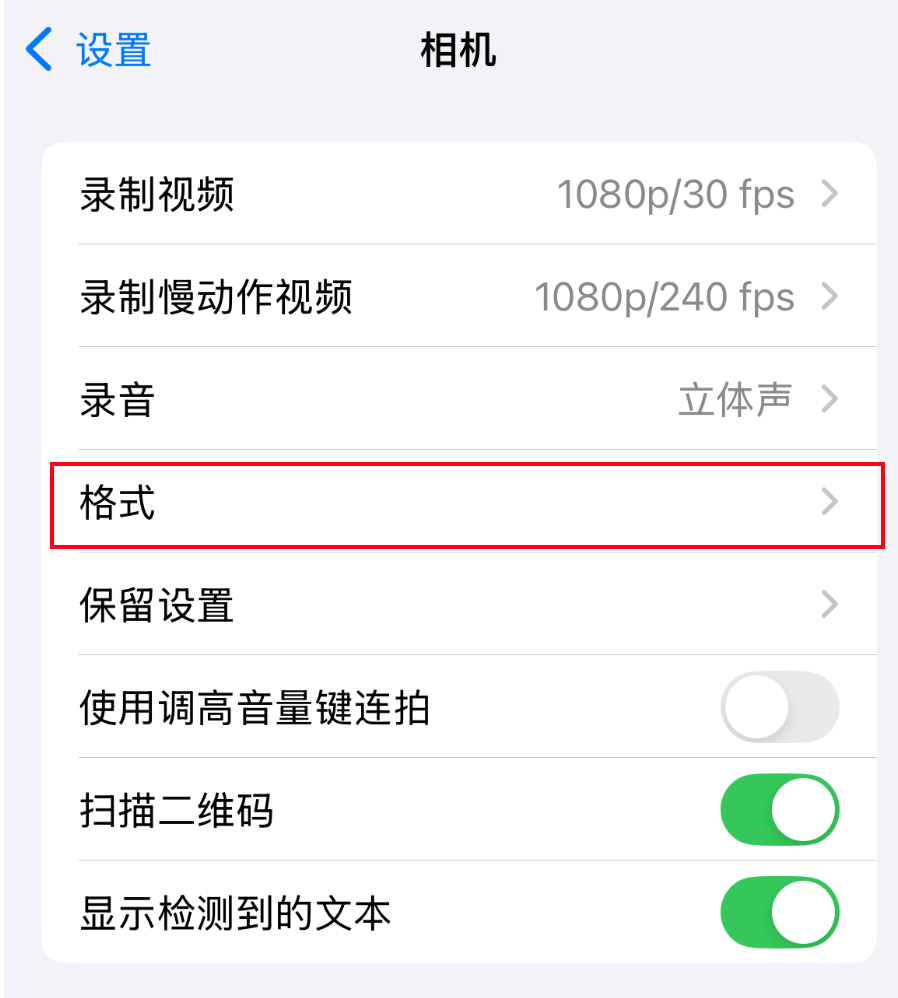 设置 相机
录制视频 1080p/30 fps
录制慢动作视频 1080p/240 fps
录音 立体声
格式
保留设置
使用调高音量键连拍
扫描二维码
显示检测到的文本